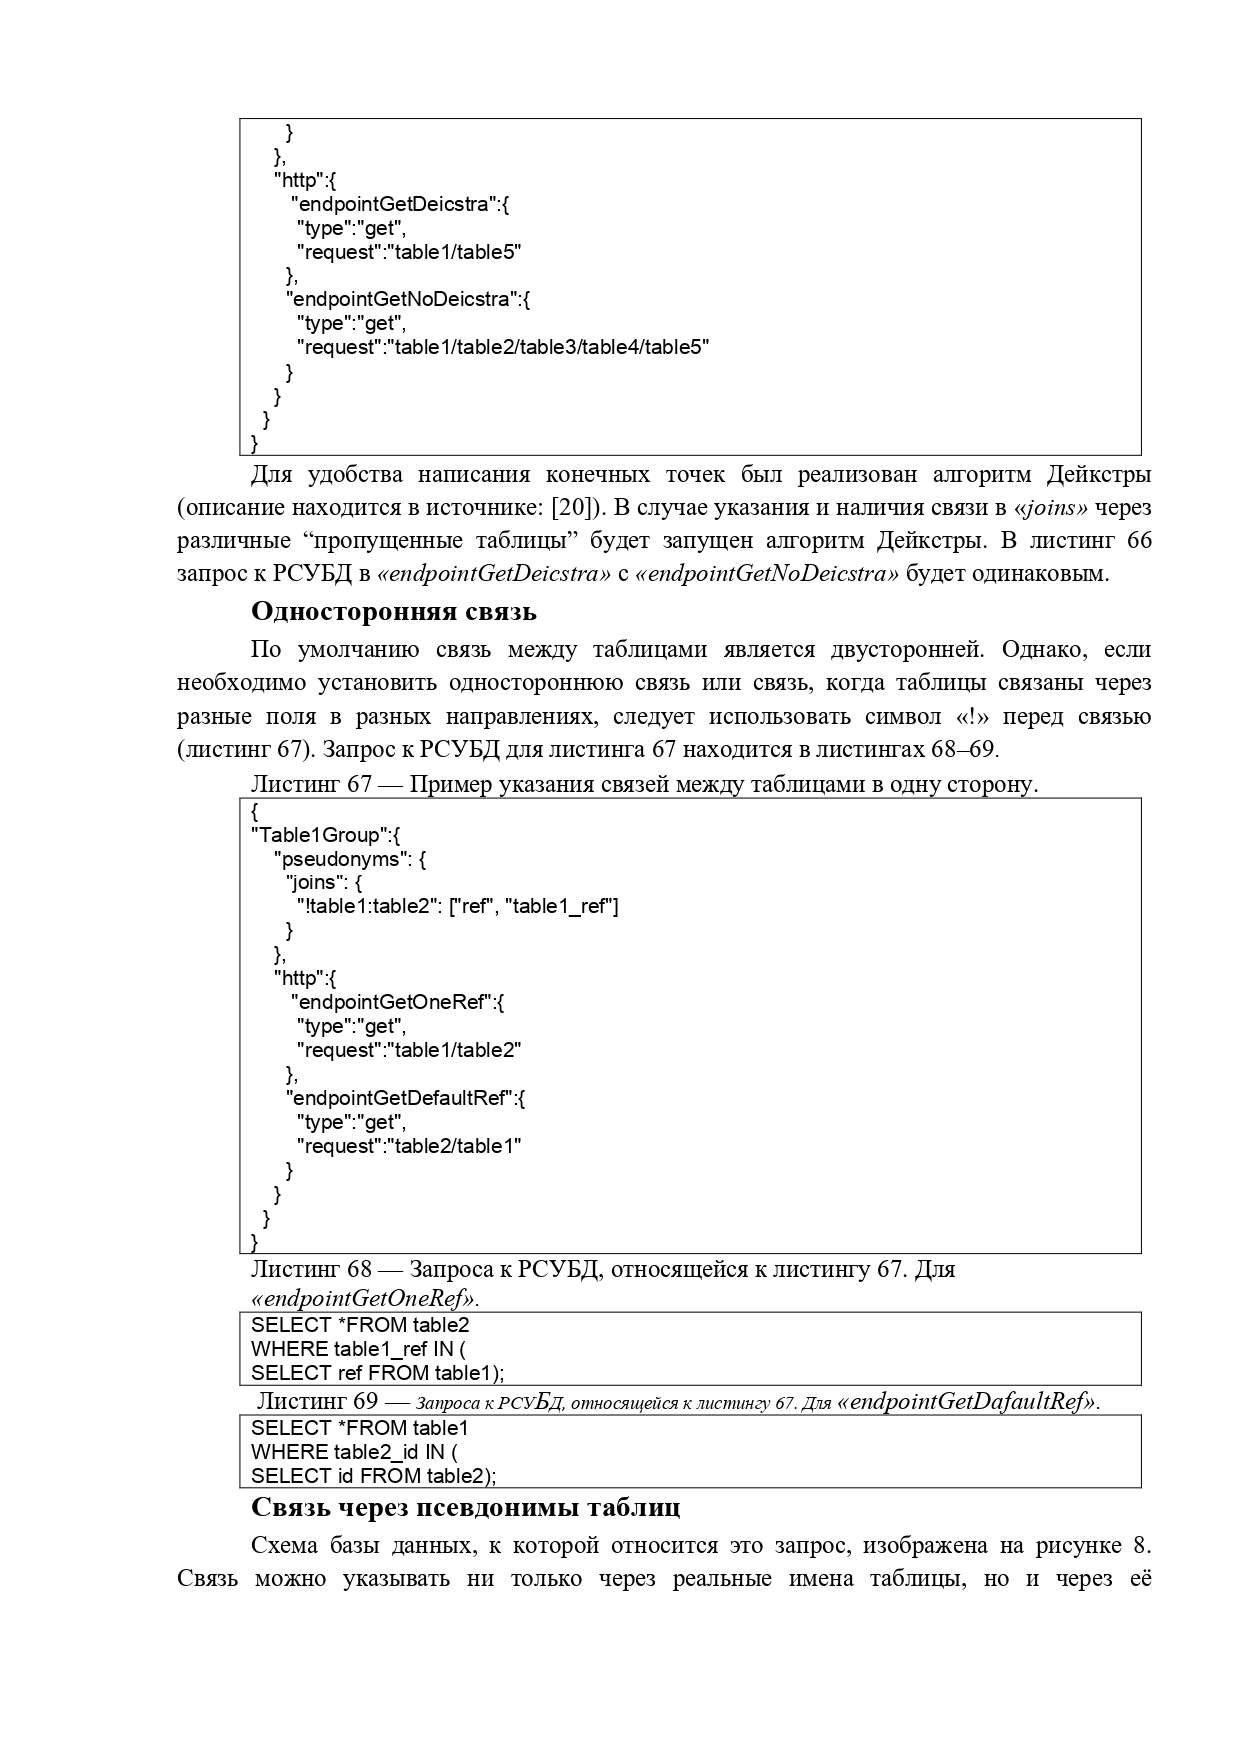 }
},
"http":{
"endpointGetDeicstra":{
"type":"get",
"request":"table1/table5"
},
"endpointGetNoDeicstra":{
"type":"get",
"request":"table1/table2/table3/table4/table5"
}
}
}
}
Для удобства написания конечных точек был реализован алгоритм Дейкстры
(описание находится в источнике: [20]). В случае указания и наличия связи в «joins» через
различные “пропущенные таблицы” будет запущен алгоритм Дейкстры. В листинг 66
запрос к РСУБД в «endpointGetDeicstra» с «endpointGetNoDeicstra» будет одинаковым.
Односторонняя связь
По умолчанию связь между таблицами является двусторонней. Однако, если
необходимо установить одностороннюю связь или связь, когда таблицы связаны через
разные поля в разных направлениях, следует использовать символ «!» перед связью
(листинг 67). Запрос к РСУБД для листинга 67 находится в листингах 68–69.
Листинг 67 — Пример указания связей между таблицами в одну сторону.
{
"Table1Group":{
"pseudonyms": {
"joins": {
"!table1:table2": ["ref", "table1_ref"]
}
},
"http":{
"endpointGetOneRef":{
"type":"get",
"request":"table1/table2"
},
"endpointGetDefaultRef":{
"type":"get",
"request":"table2/table1"
}
}
}
}
Листинг 68 — Запроса к РСУБД, относящейся к листингу 67. Для
«endpointGetOneRef».
SELECT *FROM table2
WHERE table1_ref IN (
SELECT ref FROM table1);
Листинг 69 — Запроса к РСУБД, относящейся к листингу 67. Для «endpointGetDafaultRef».
SELECT *FROM table1
WHERE table2_id IN (
SELECT id FROM table2);
Связь через псевдонимы таблиц
Схема базы данных, к которой относится это запрос, изображена на рисунке 8.
Связь можно указывать ни только через реальные имена таблицы, но и через её